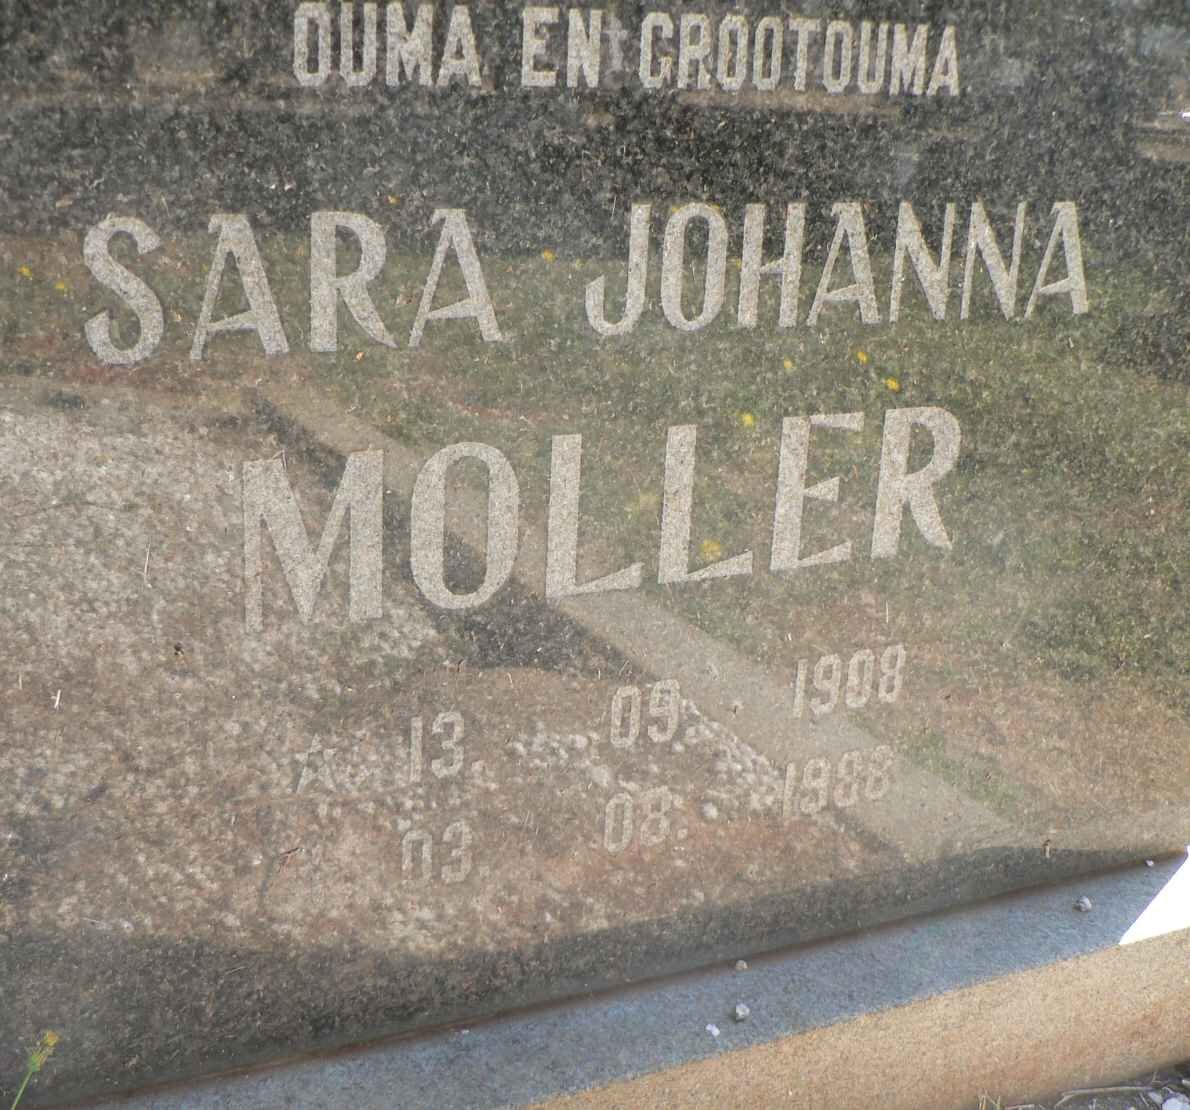 OUMA EN GROOTOUMA
SARA JOHANNA
MOLLER
☆ 13. 09. 1908
03 08. 1988